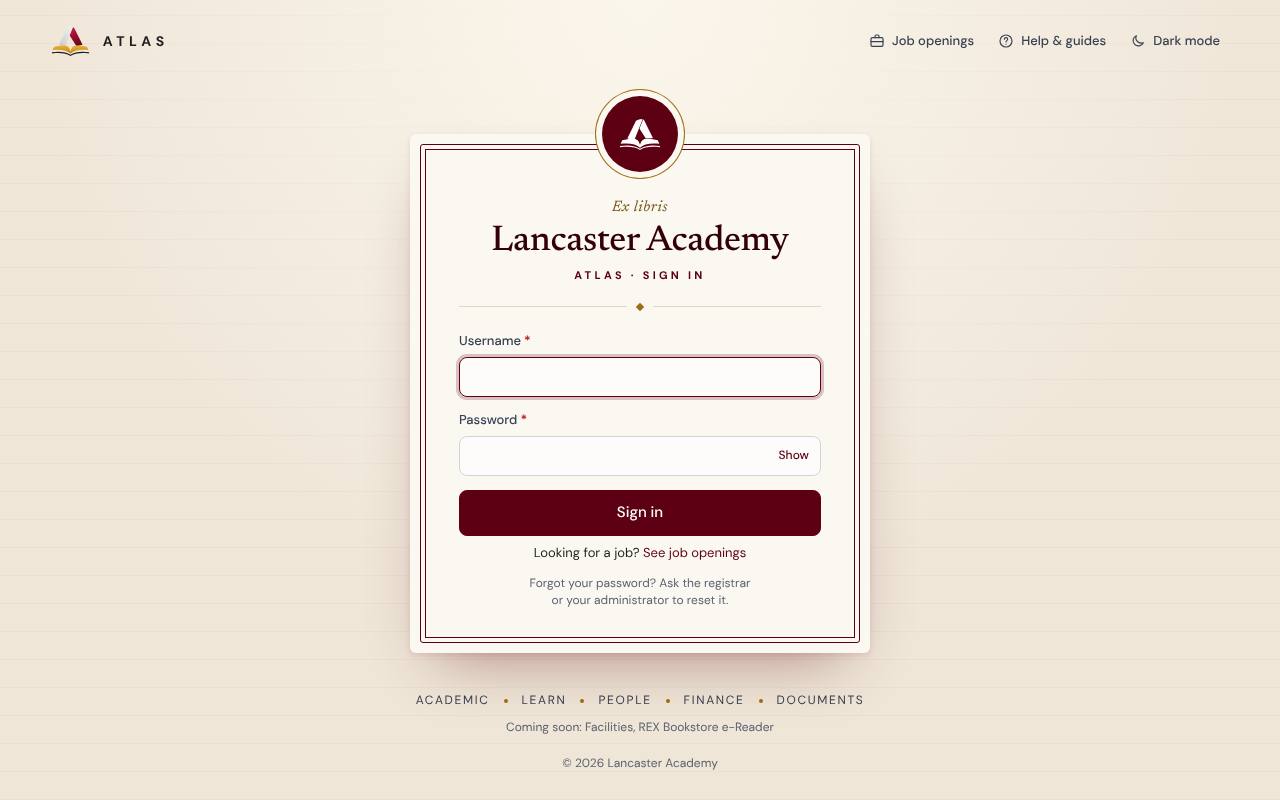 ATLAS
Job openings
Help & guides
Dark mode
Ex libris
Lancaster Academy
ATLAS · SIGN IN
Username *
Password *
Show
Sign in
Looking for a job? See job openings
Forgot your password? Ask the registrar
or your administrator to reset it.
ACADEMIC • LEARN • PEOPLE • FINANCE • DOCUMENTS
Coming soon: Facilities, REX Bookstore e-Reader
© 2026 Lancaster Academy